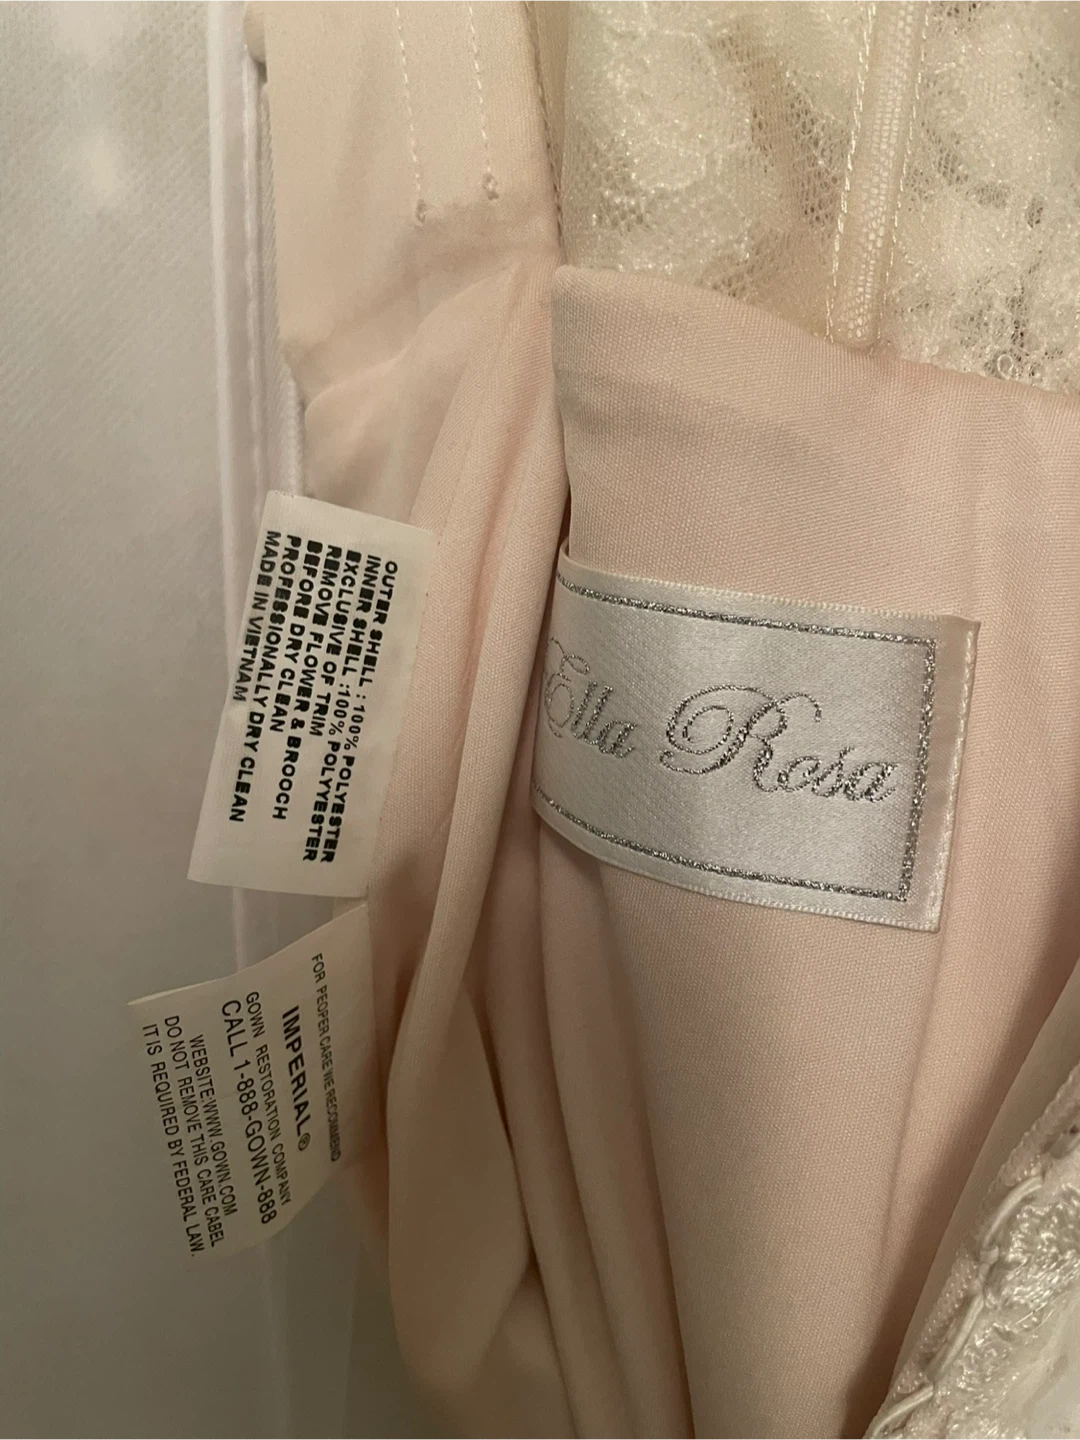 OUTER SHELL : 100% POLYESTER
INNER SHELL :100% POLYYESTER
EXCLUSIVE OF TRIM
REMOVE FLOWER & BROOCH
BEFORE DRY CLEAN
PROFESSIONALLY DRY CLEAN
MADE IN VIETNAM
Ella Rosa
FOR PEOPER CARE WE RECOMMEND
IMPERIAL®
GOWN RESTORATION COMPANY
CALL 1-888-GOWN-888
WEBSITE:WWW.GOWN.COM
DO NOT REMOVE THIS CARE CABEL
IT IS REQUIRED BY FEDERAL LAW.